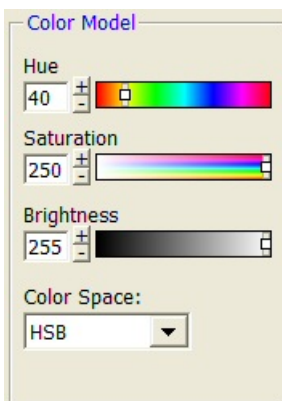 Color Model
Hue
40
+
-
Saturation
250
+
-
Brightness
255
+
-
Color Space:
HSB